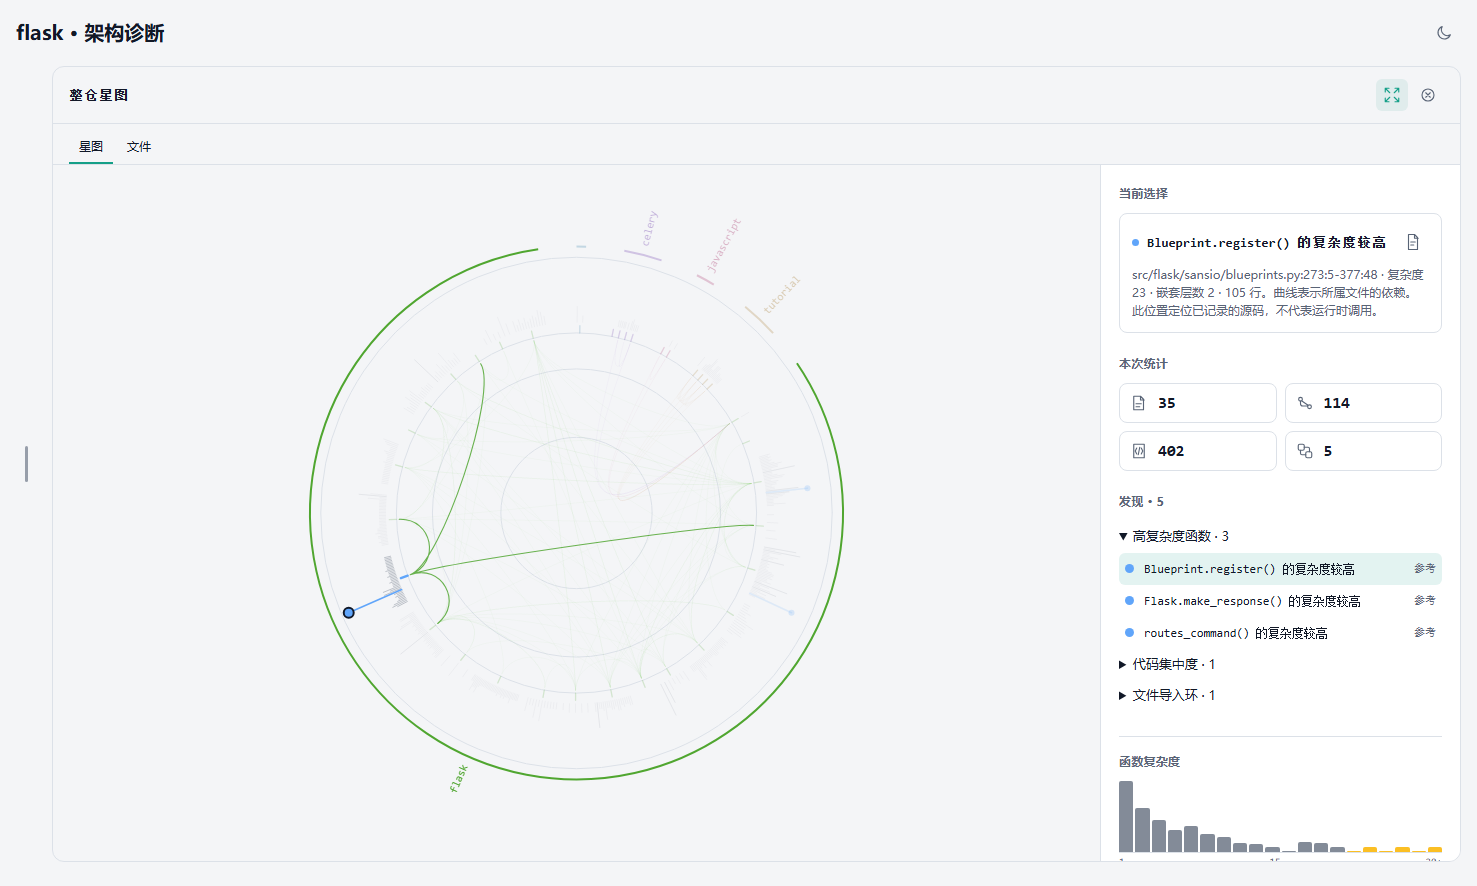 flask • 架构诊断
整仓星图
星图 文件
celery
javascript
tutorial
flask
当前选择
Blueprint.register() 的复杂度较高
src/flask/sansio/blueprints.py:273:5-377:48 · 复杂度
23 · 嵌套层数 2 · 105 行。曲线表示所属文件的依赖。
此位置定位已记录的源码，不代表运行时调用。
本次统计
35 114
402 5
发现 • 5
高复杂度函数 · 3
Blueprint.register() 的复杂度较高 参考
Flask.make_response() 的复杂度较高 参考
routes_command() 的复杂度较高 参考
代码集中度 · 1
文件导入环 · 1
函数复杂度